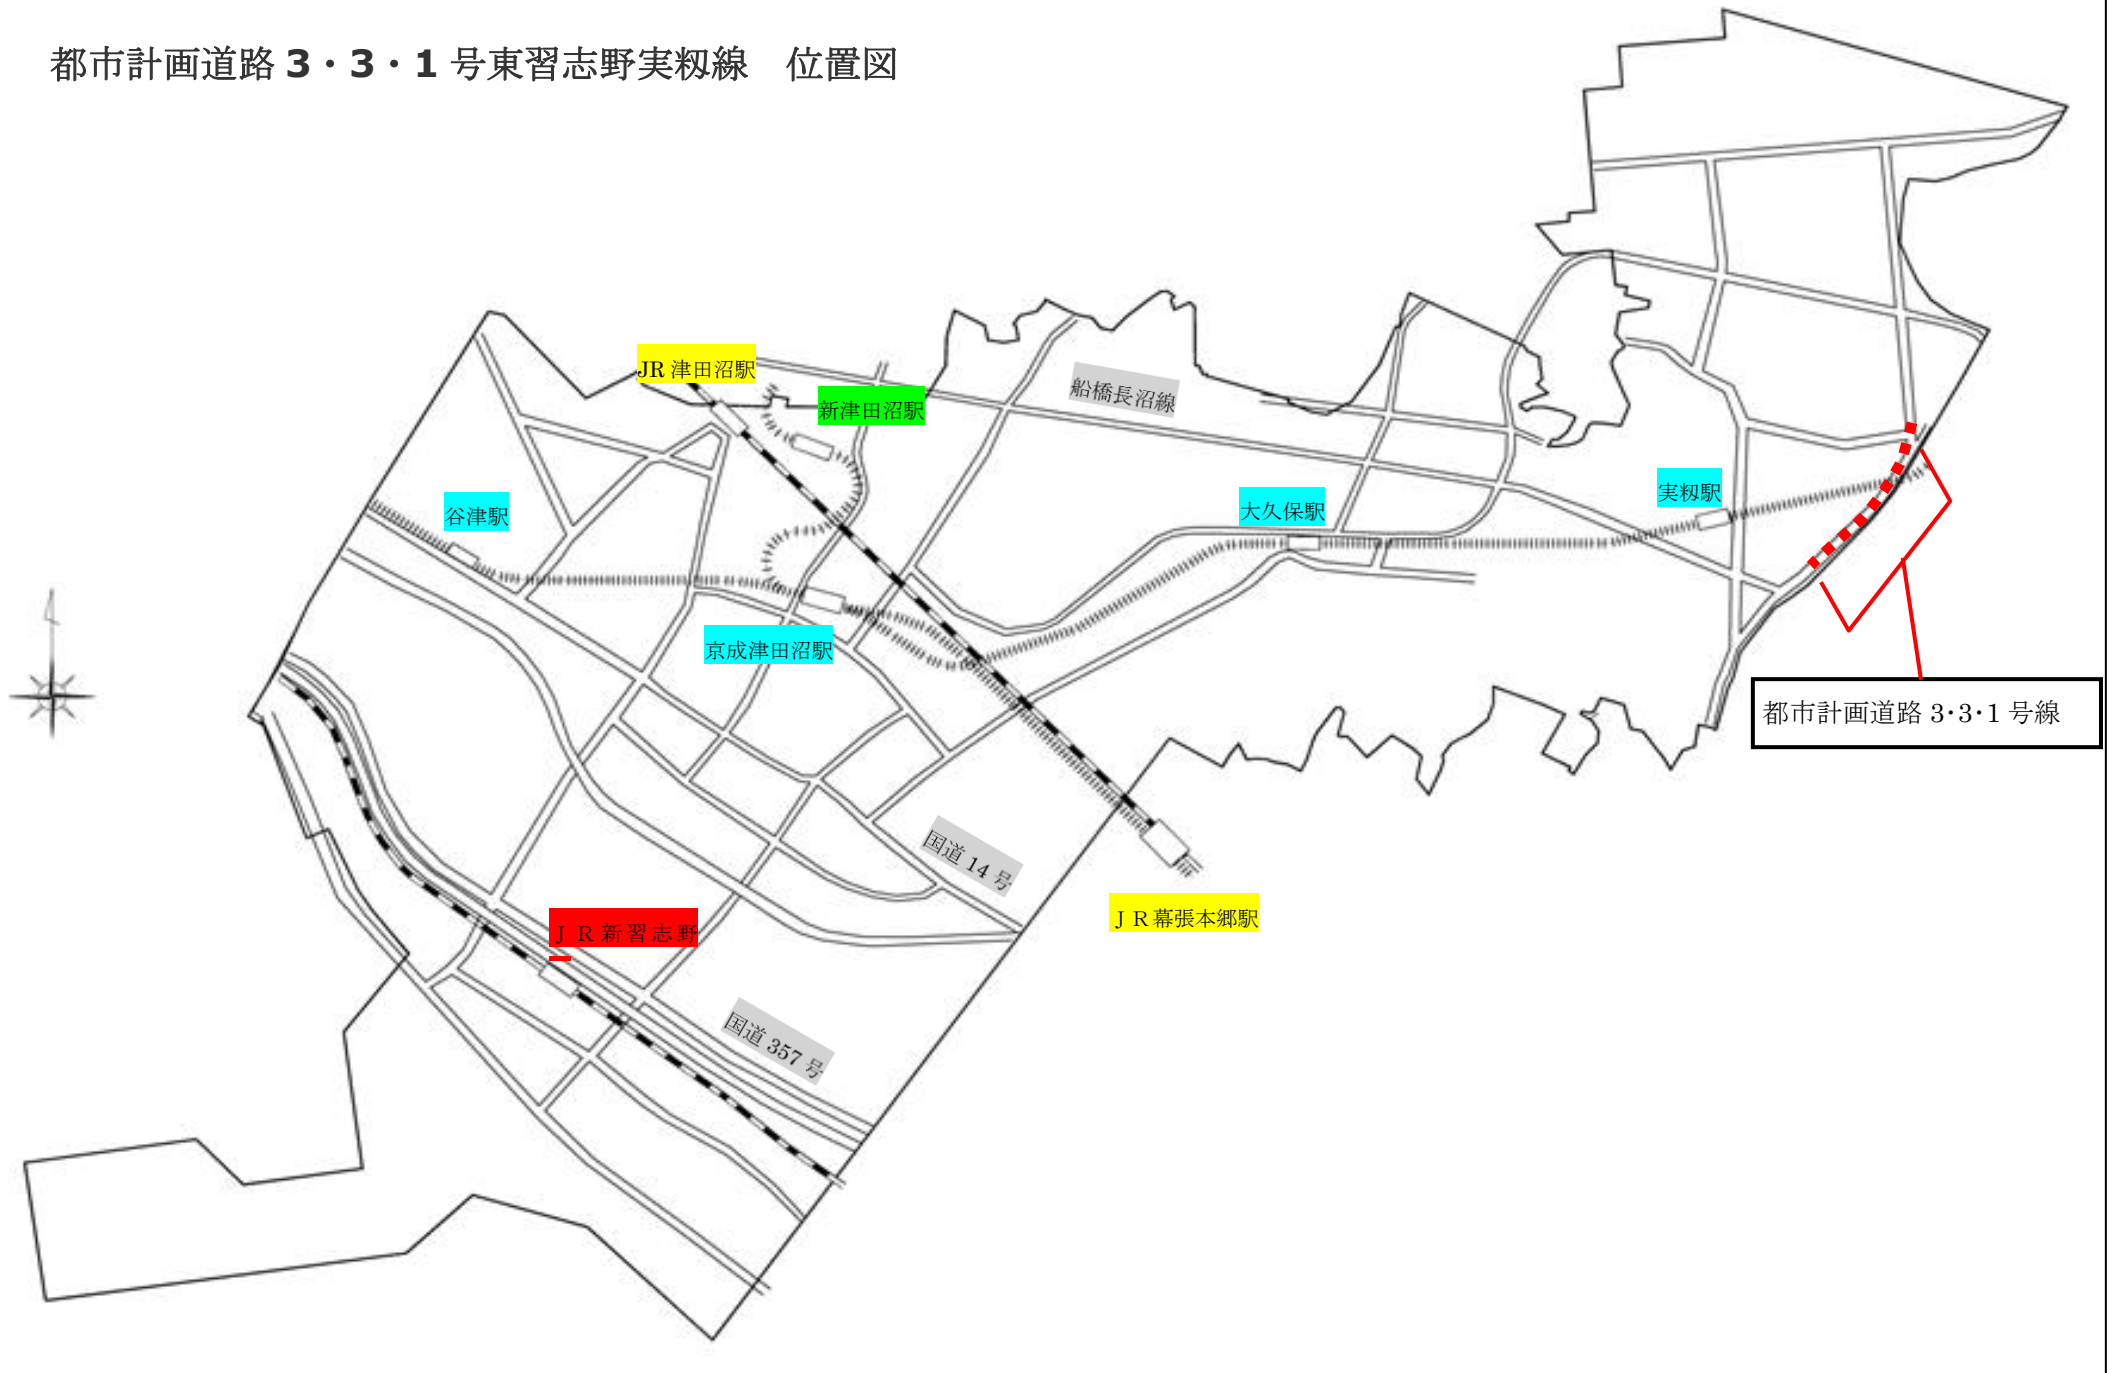 都市計画道路 3・3・1 号東習志野実籾線　位置図
JR 津田沼駅
新津田沼駅
船橋長沼線
谷津駅
大久保駅
実籾駅
京成津田沼駅
都市計画道路 3・3・1 号線
国道 14 号
ＪＲ幕張本郷駅
ＪＲ新習志野
国道 357 号